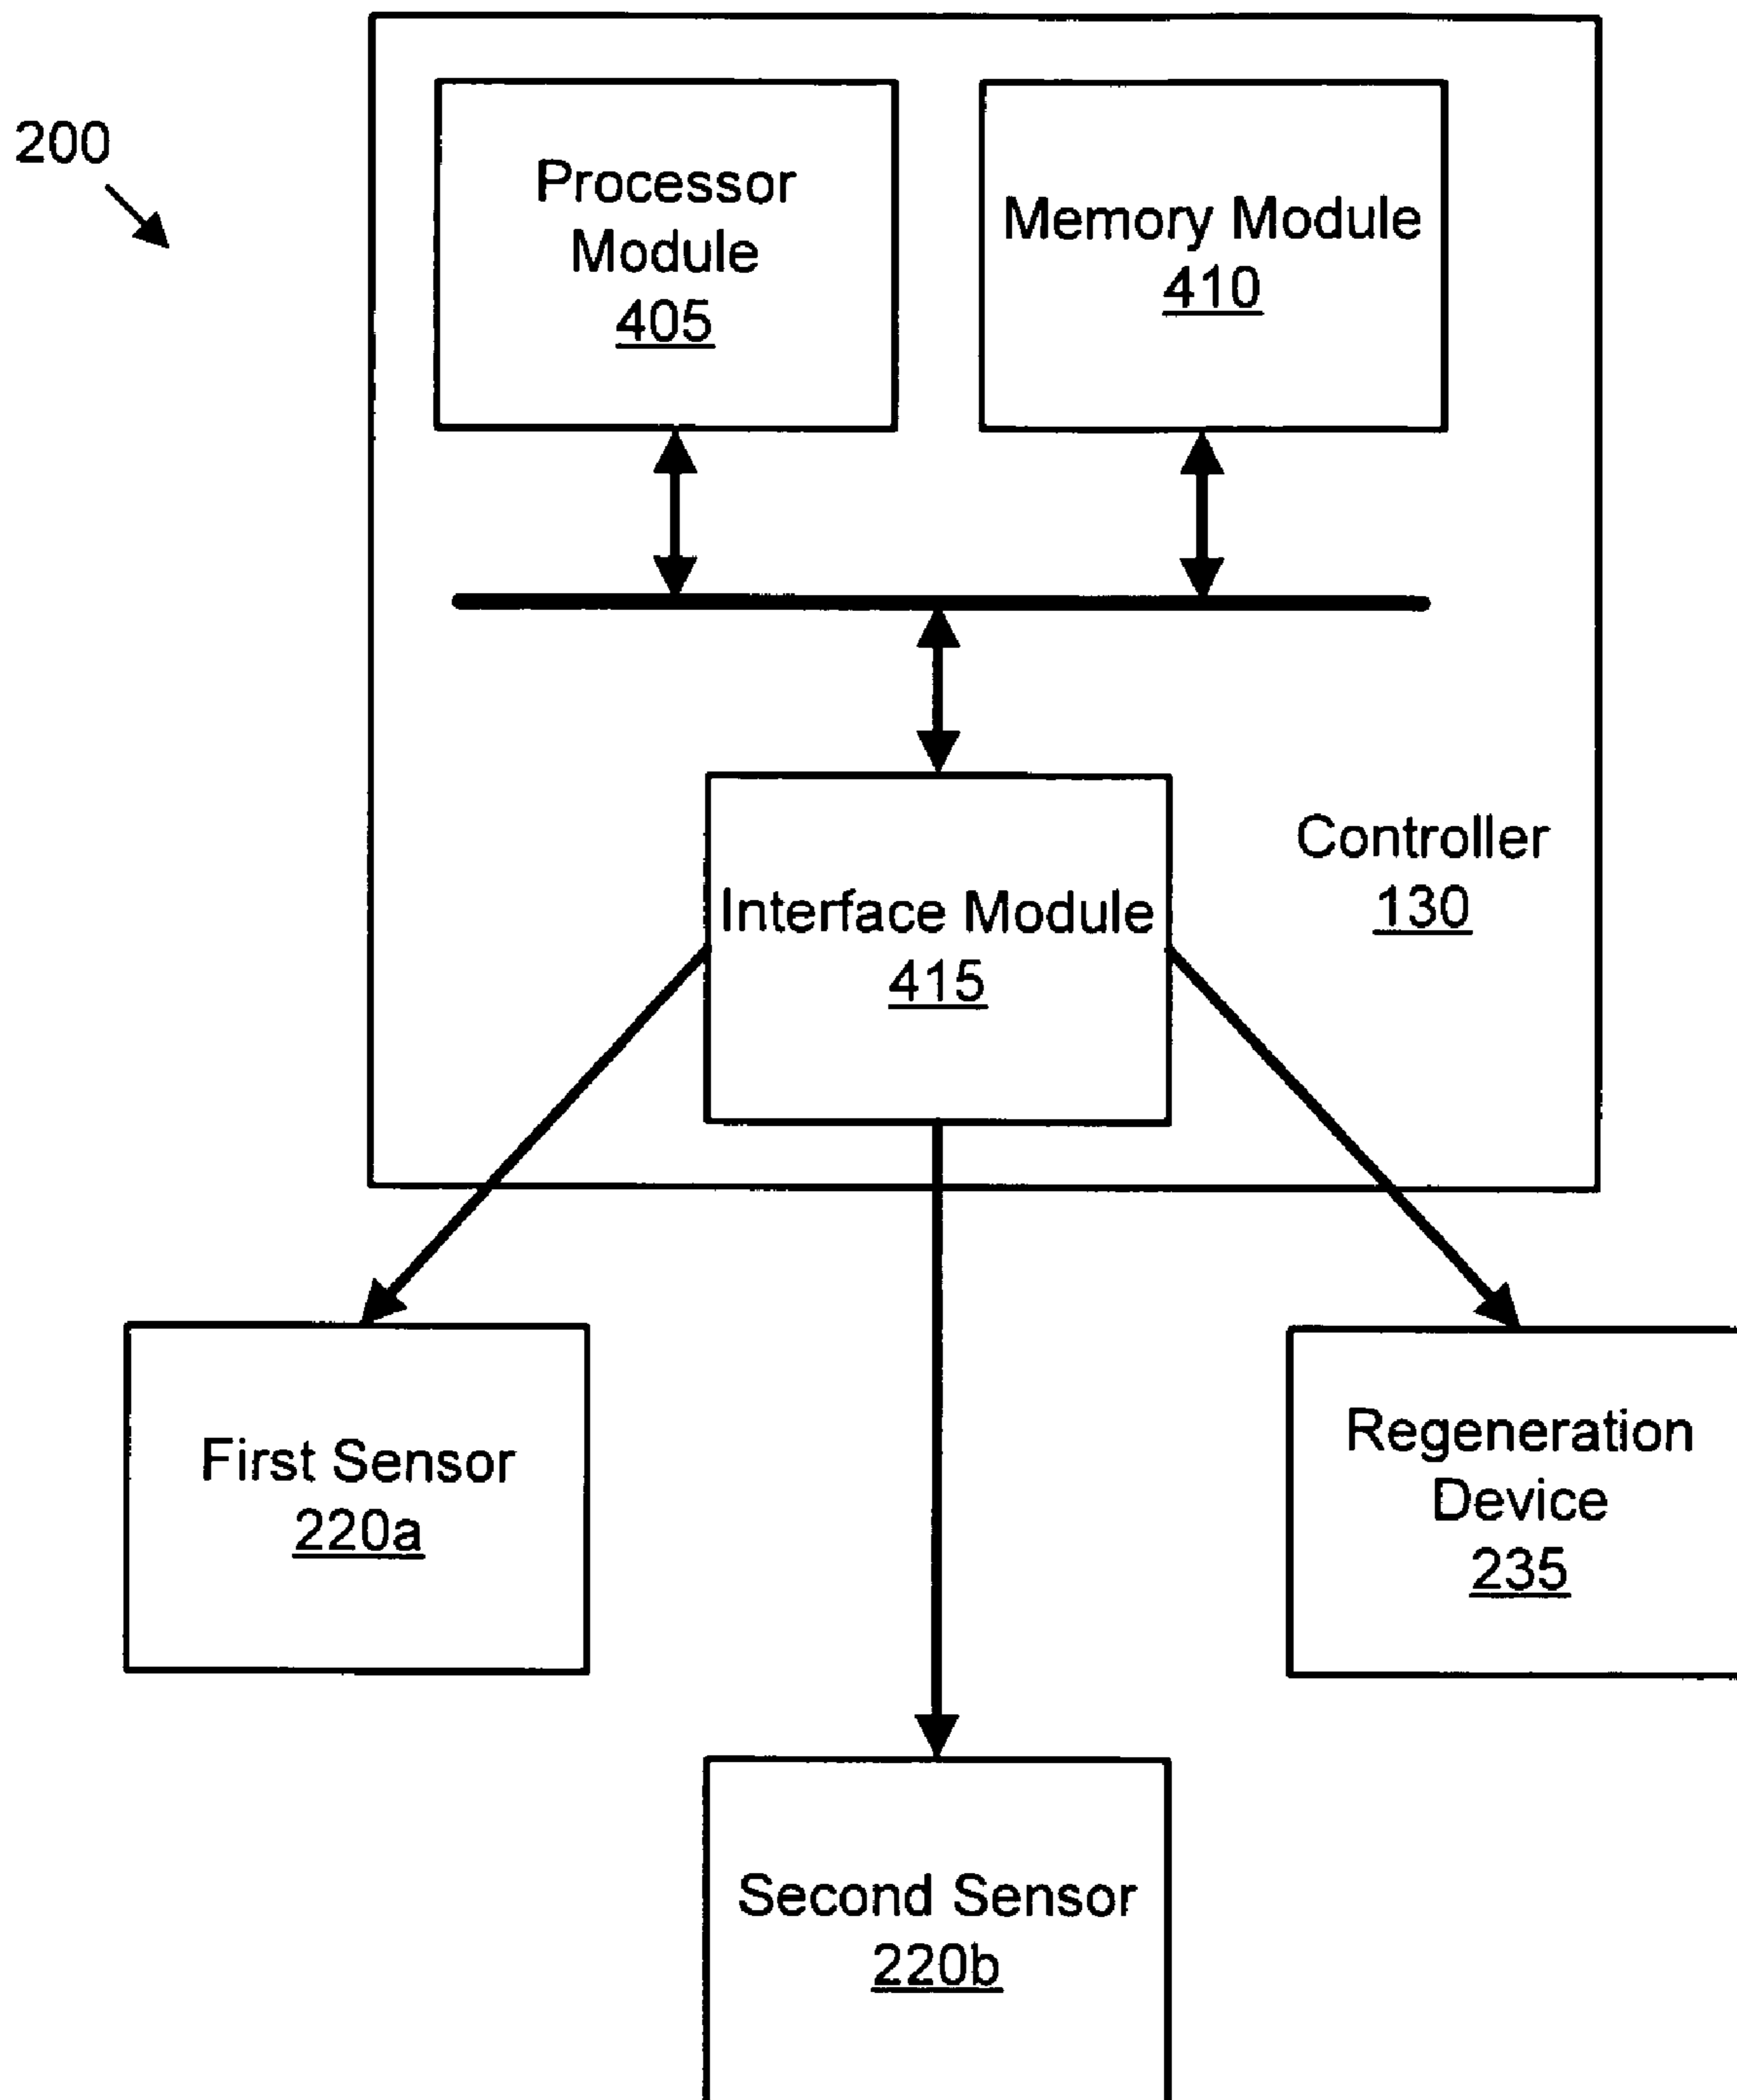 200
Processor
Module
405
Memory Module
410
Controller
130
Interface Module
415
First Sensor
220a
Regeneration
Device
235
Second Sensor
220b